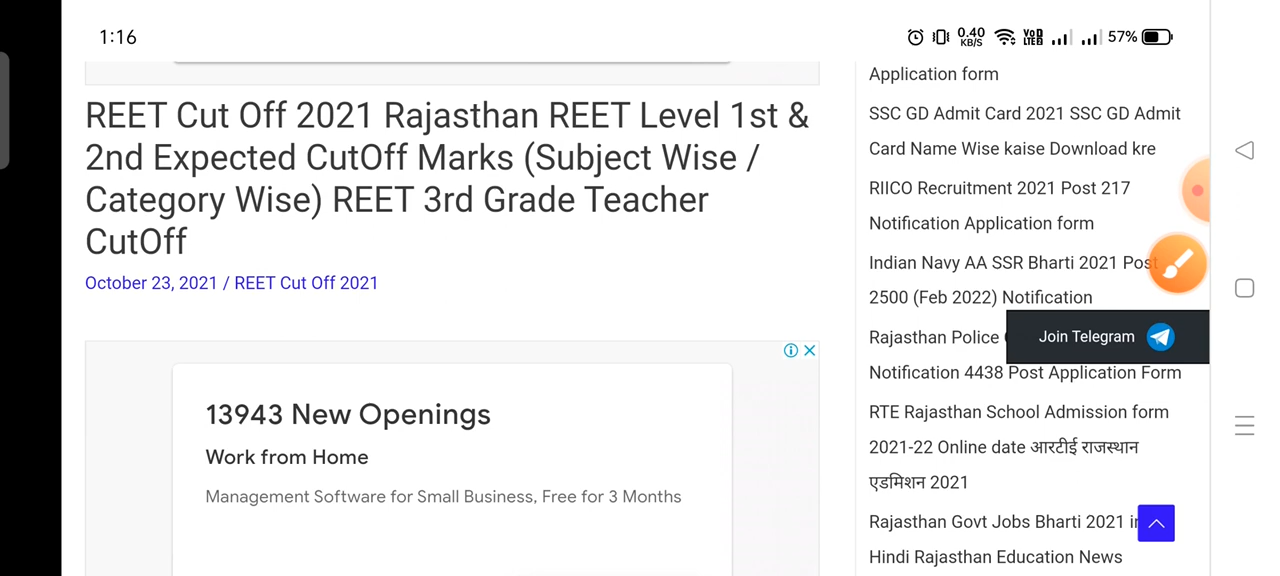 1:16
0.40
KB/S
VoD
LTE2
57%
REET Cut Off 2021 Rajasthan REET Level 1st &
2nd Expected CutOff Marks (Subject Wise /
Category Wise) REET 3rd Grade Teacher
CutOff
October 23, 2021 / REET Cut Off 2021
13943 New Openings
Work from Home
Management Software for Small Business, Free for 3 Months
Application form
SSC GD Admit Card 2021 SSC GD Admit
Card Name Wise kaise Download kre
RIICO Recruitment 2021 Post 217
Notification Application form
Indian Navy AA SSR Bharti 2021 Post
2500 (Feb 2022) Notification
Rajasthan Police
Join Telegram
Notification 4438 Post Application Form
RTE Rajasthan School Admission form
2021-22 Online date आरटीई राजस्थान
एडमिशन 2021
Rajasthan Govt Jobs Bharti 2021 in
Hindi Rajasthan Education News